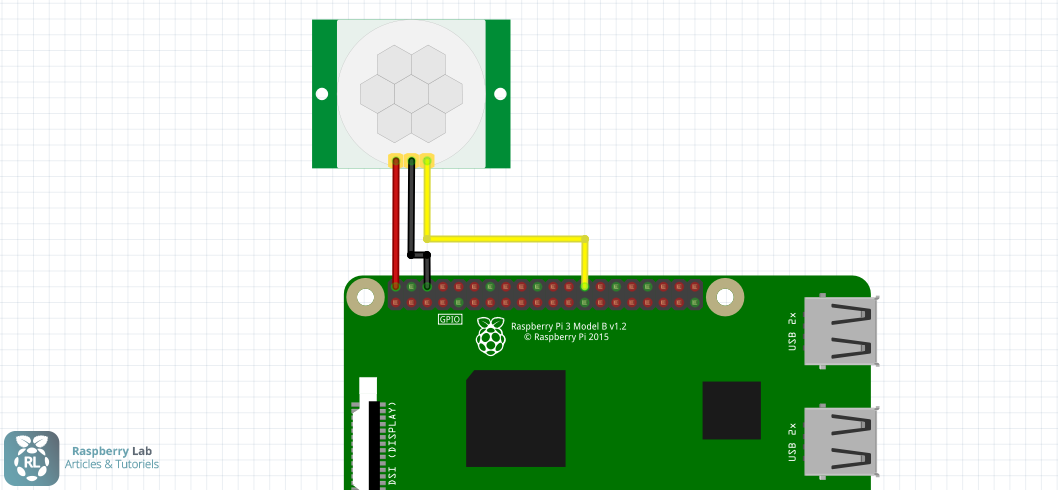 GPIO
Raspberry Pi 3 Model B v1.2
© Raspberry Pi 2015
USB 2x
DSI (DISPLAY)
USB 2x
RL
Raspberry Lab
Articles & Tutoriels